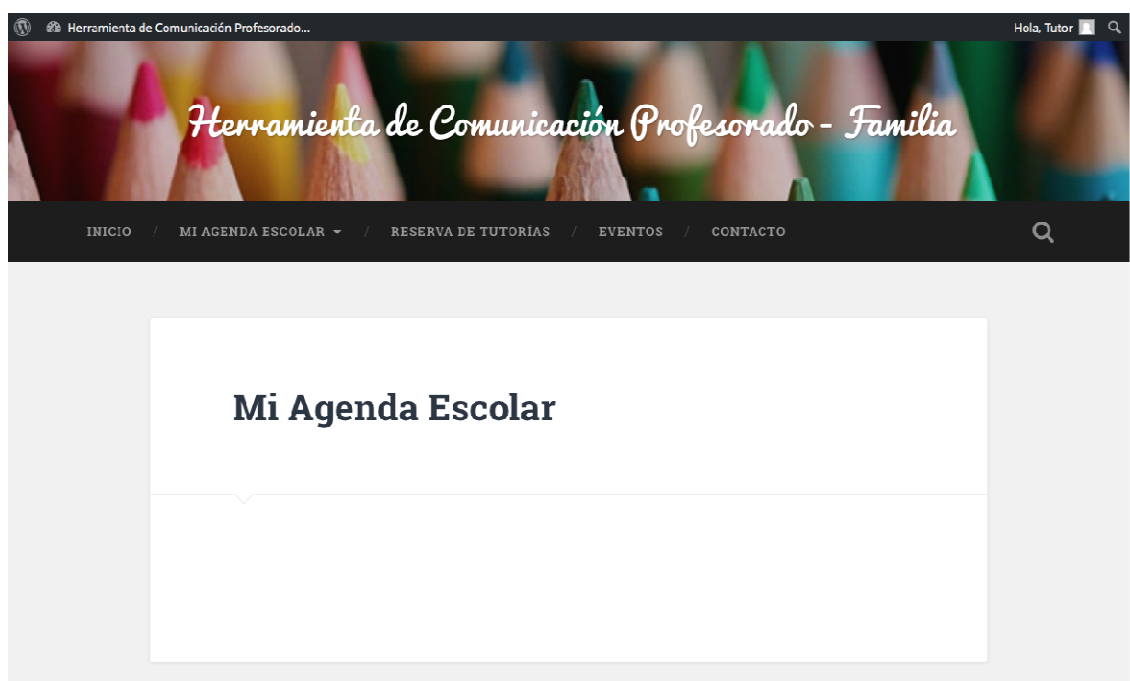 Herramienta de Comunicación Profesorado... Hola, Tutor
Herramienta de Comunicación Profesorado - Familia
INICIO / MI AGENDA ESCOLAR / RESERVA DE TUTORÍAS / EVENTOS / CONTACTO
Mi Agenda Escolar